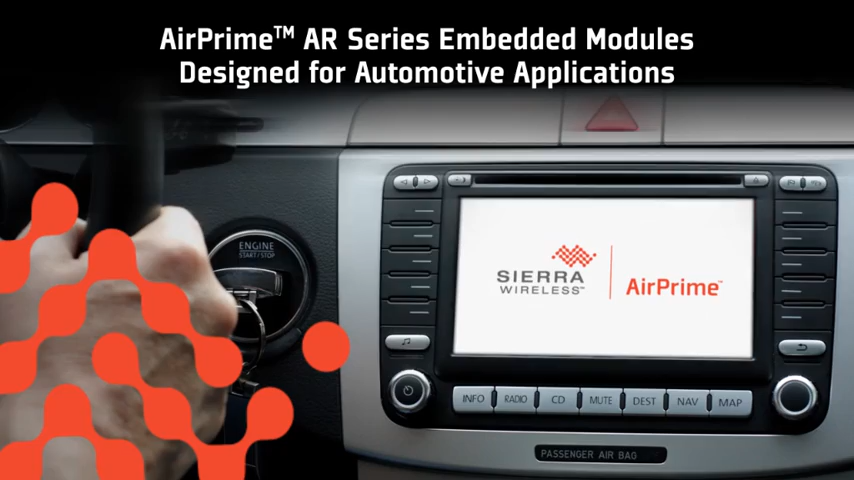 AirPrime™ AR Series Embedded Modules
Designed for Automotive Applications
ENGINE
START/STOP
SIERRA
WIRELESS™
AirPrime™
INFO
RADIO
CD
MUTE
DEST
NAV
MAP
PASSENGER AIR BAG